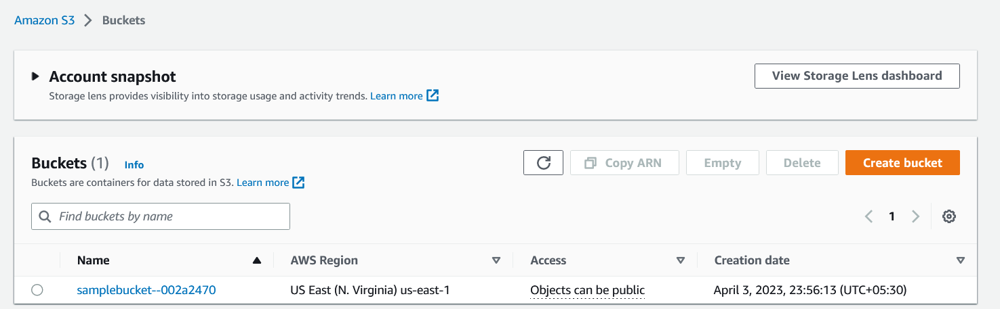 Amazon S3 > Buckets
Account snapshot
View Storage Lens dashboard
Storage lens provides visibility into storage usage and activity trends. Learn more
Buckets (1) Info
Copy ARN Empty Delete Create bucket
Buckets are containers for data stored in S3. Learn more
Find buckets by name
1
Name AWS Region Access Creation date
samplebucket--002a2470 US East (N. Virginia) us-east-1 Objects can be public April 3, 2023, 23:56:13 (UTC+05:30)